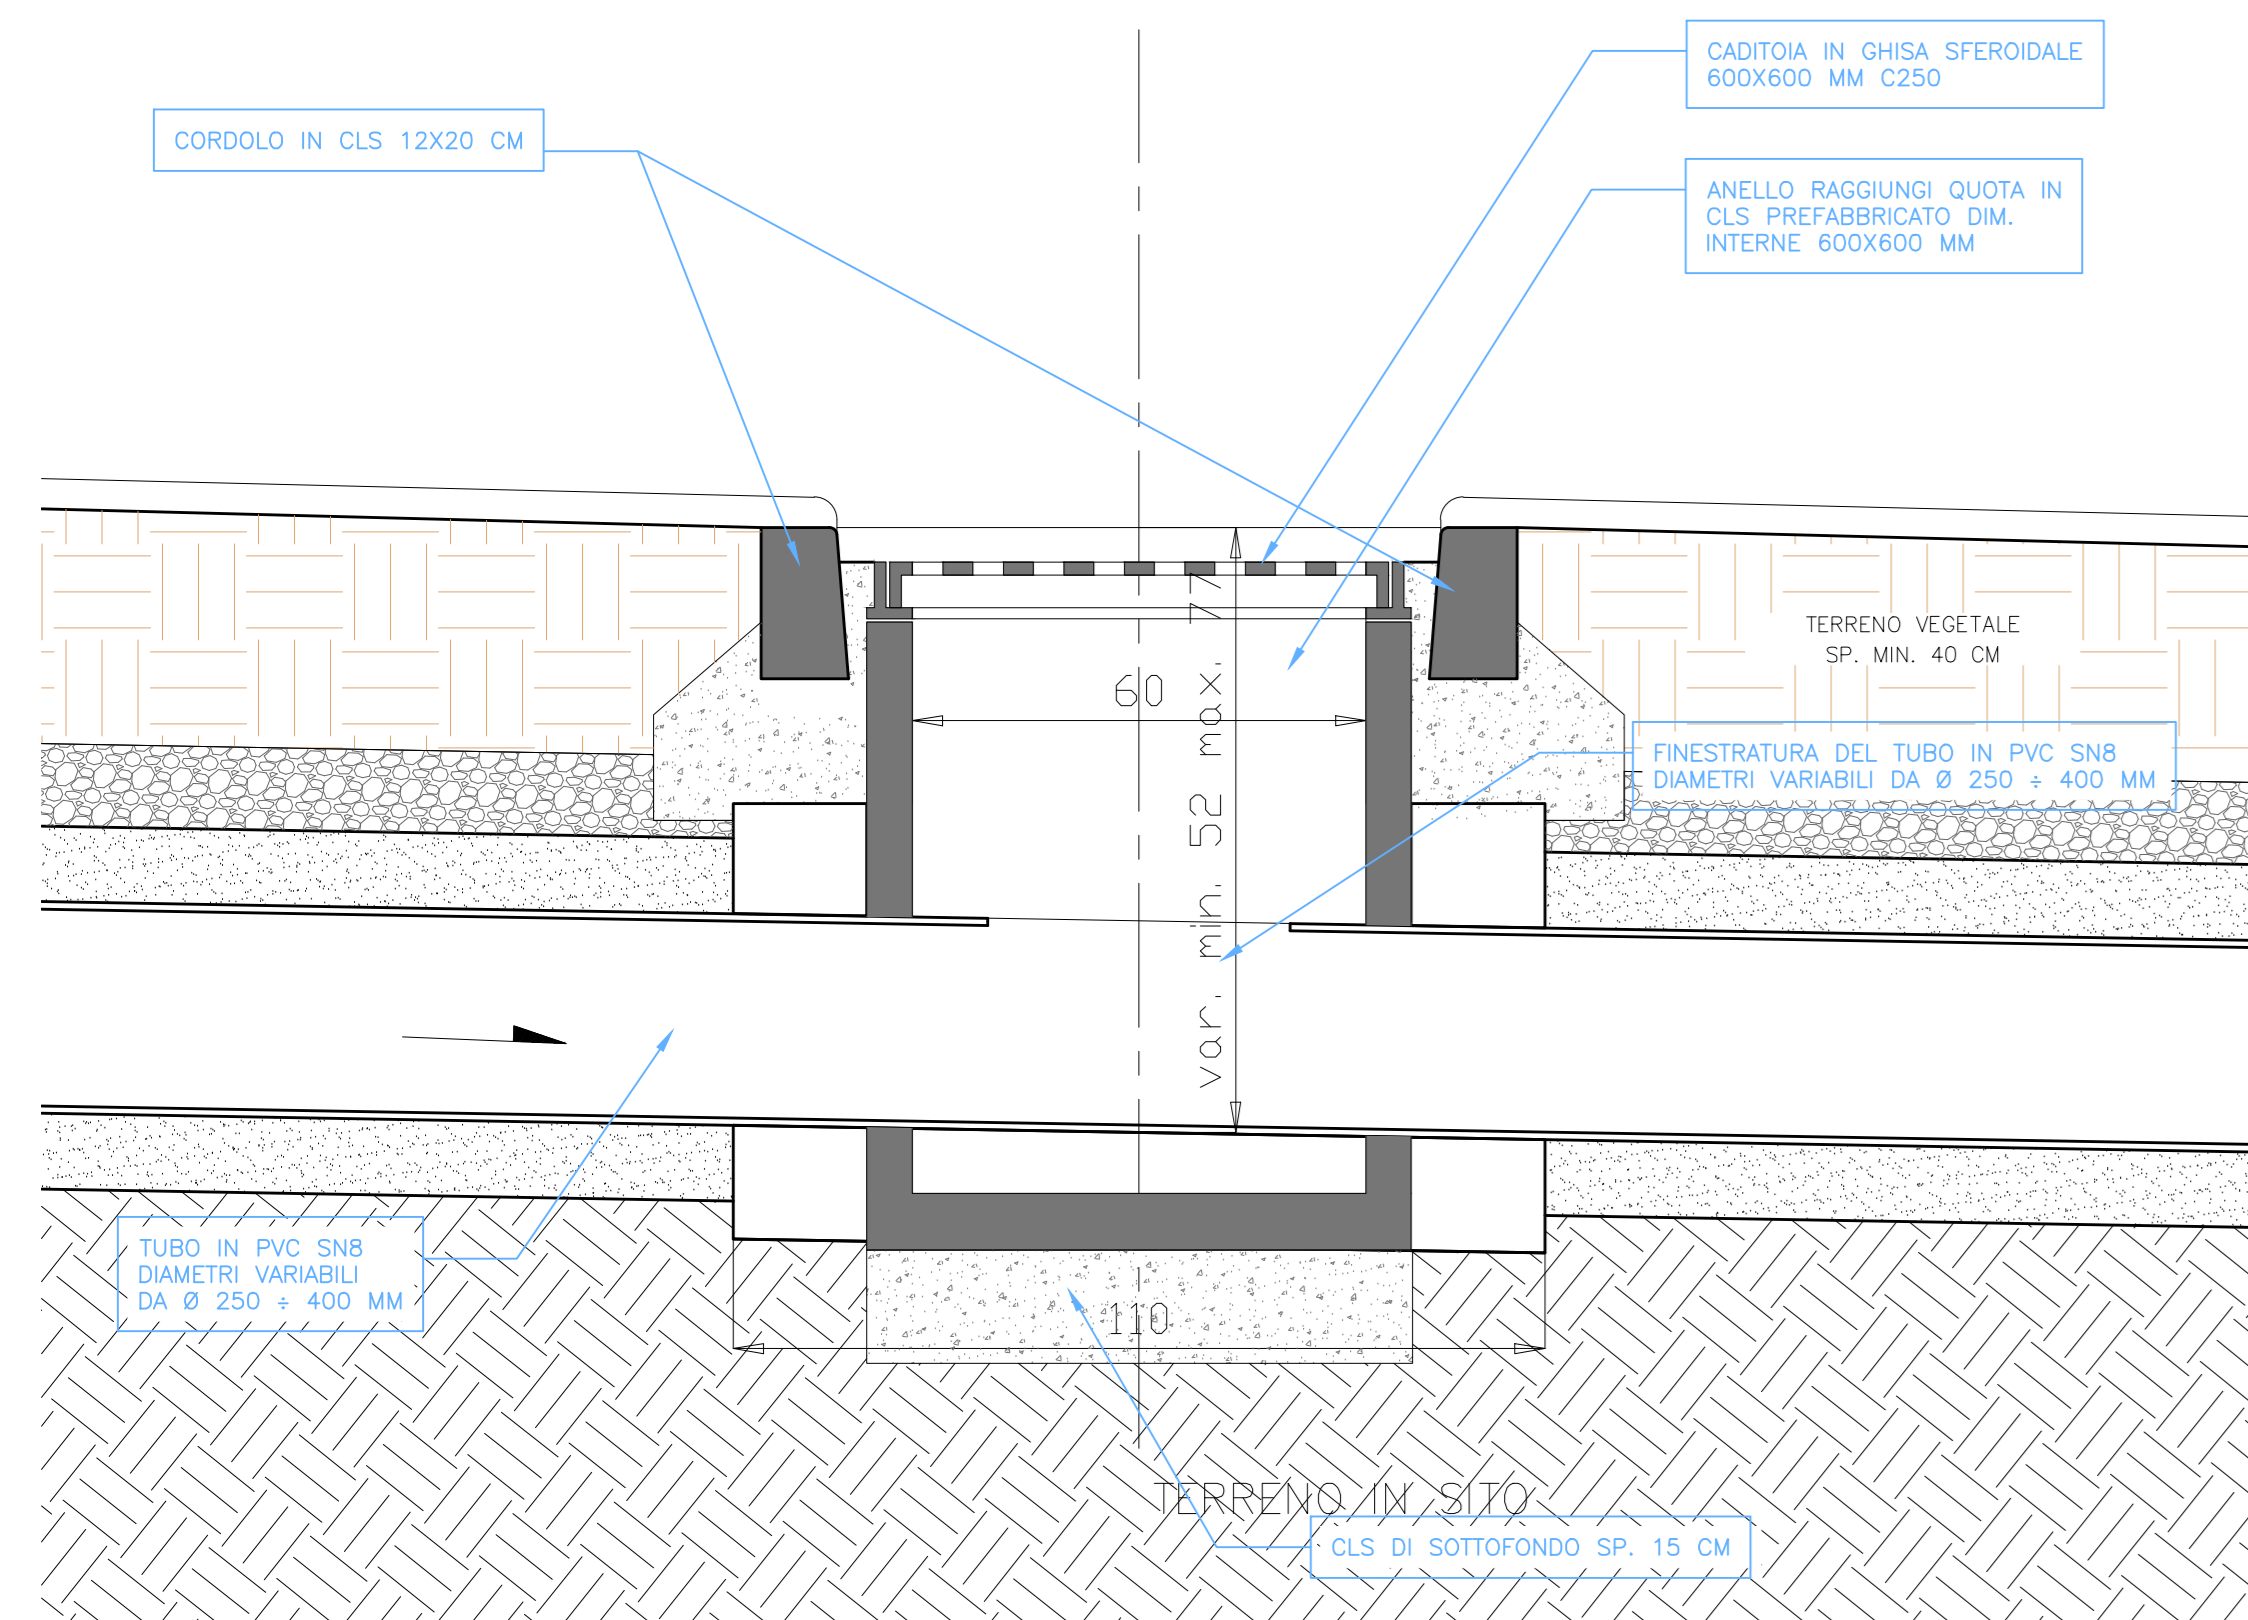 CADITOIA IN GHISA SFEROIDALE
600X600 MM C250
CORDOLO IN CLS 12X20 CM
ANELLO RAGGIUNGI QUOTA IN
CLS PREFABBRICATO DIM.
INTERNE 600X600 MM
TERRENO VEGETALE
SP. MIN. 40 CM
60
var. min. 52 max. 77
FINESTRATURA DEL TUBO IN PVC SN8
DIAMETRI VARIABILI DA Ø 250 ÷ 400 MM
TUBO IN PVC SN8
DIAMETRI VARIABILI
DA Ø 250 ÷ 400 MM
110
TERRENO IN SITO
CLS DI SOTTOFONDO SP. 15 CM